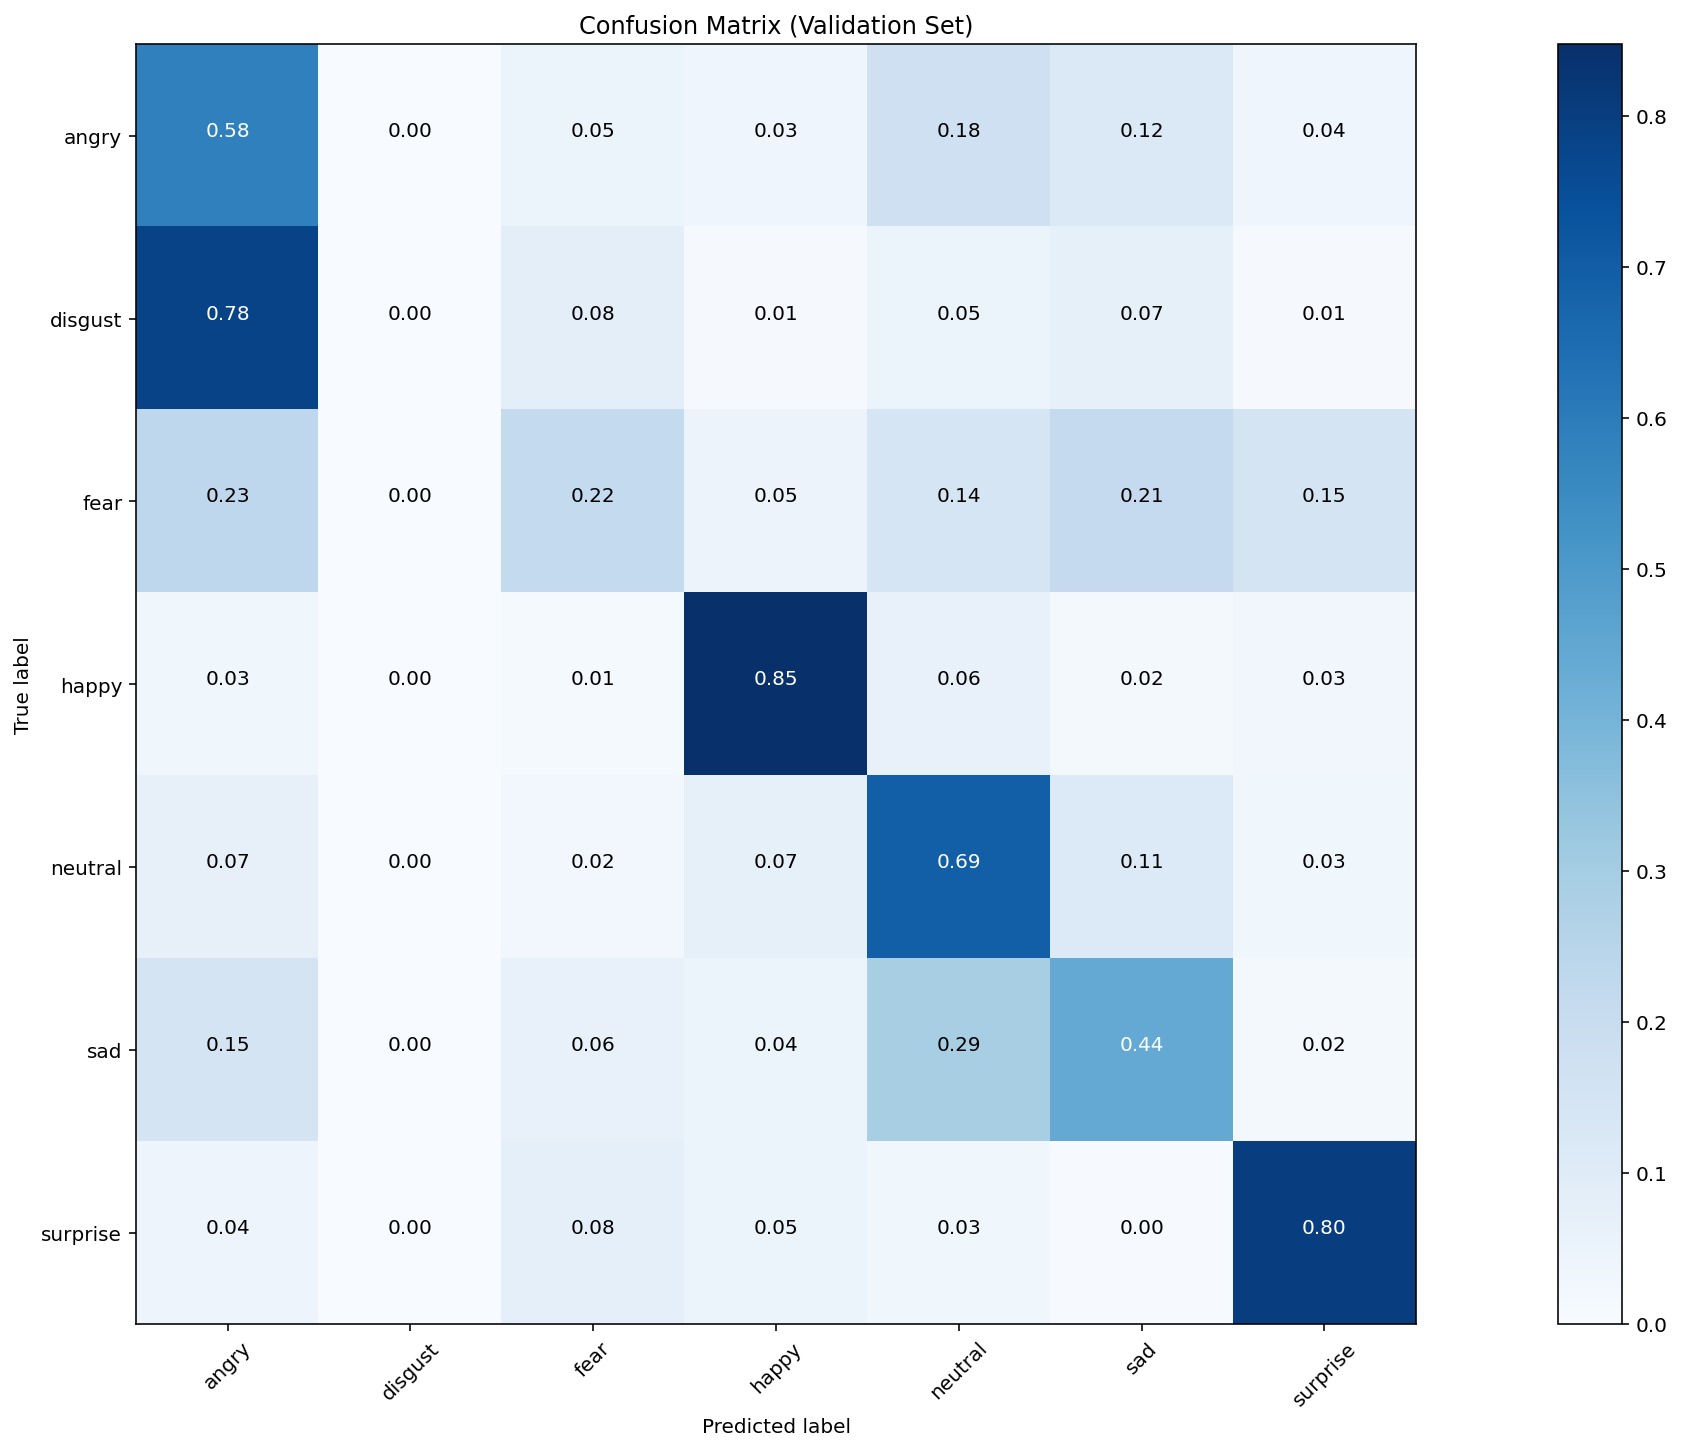 Confusion Matrix (Validation Set)
angry 0.58 0.00 0.05 0.03 0.18 0.12 0.04
disgust 0.78 0.00 0.08 0.01 0.05 0.07 0.01
fear 0.23 0.00 0.22 0.05 0.14 0.21 0.15
happy 0.03 0.00 0.01 0.85 0.06 0.02 0.03
neutral 0.07 0.00 0.02 0.07 0.69 0.11 0.03
sad 0.15 0.00 0.06 0.04 0.29 0.44 0.02
surprise 0.04 0.00 0.08 0.05 0.03 0.00 0.80
True label
angry disgust fear happy neutral sad surprise
Predicted label
0.8
0.7
0.6
0.5
0.4
0.3
0.2
0.1
0.0